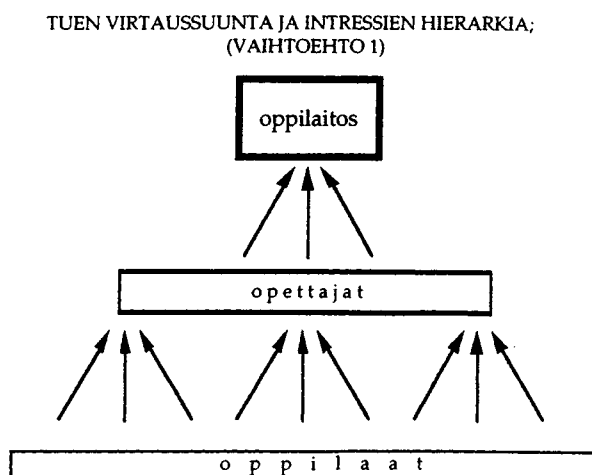 TUEN VIRTAUSSUUNTA JA INTRESSIEN HIERARKIA;
(VAIHTOEHTO 1)
oppilaitos
opettajat
oppilaat